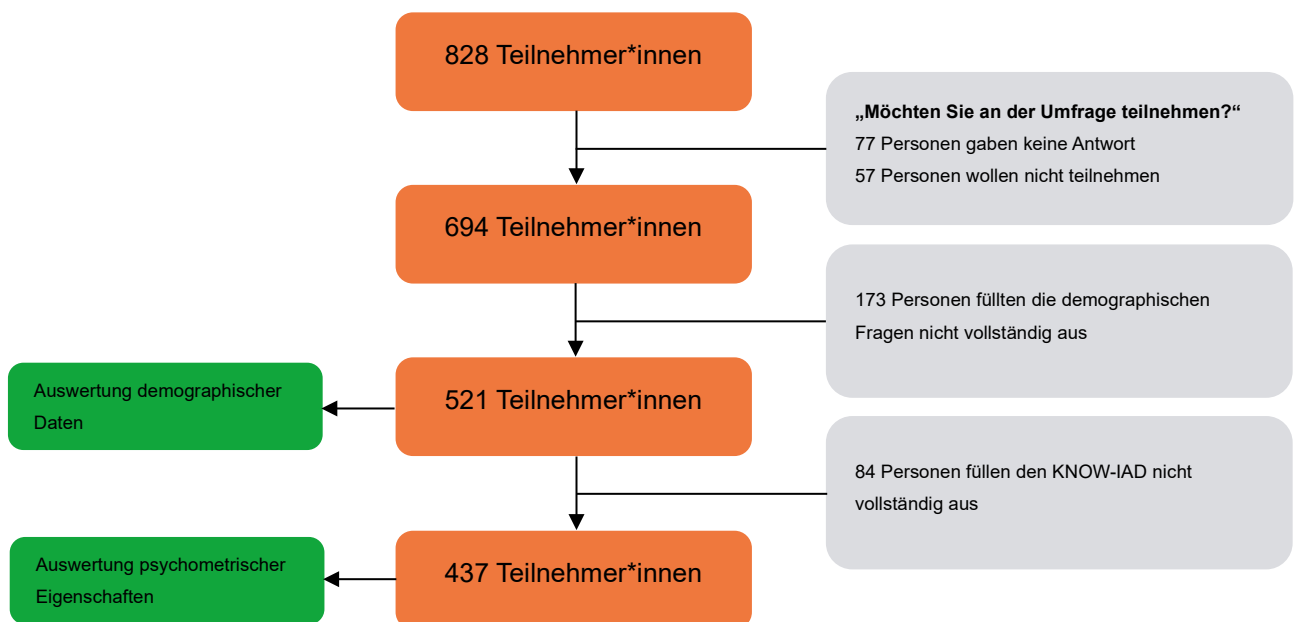 828 Teilnehmer*innen
„Möchten Sie an der Umfrage teilnehmen?“
77 Personen gaben keine Antwort
57 Personen wollen nicht teilnehmen
694 Teilnehmer*innen
173 Personen füllten die demographischen
Fragen nicht vollständig aus
Auswertung demographischer
Daten
521 Teilnehmer*innen
84 Personen füllen den KNOW-IAD nicht
vollständig aus
Auswertung psychometrischer
Eigenschaften
437 Teilnehmer*innen